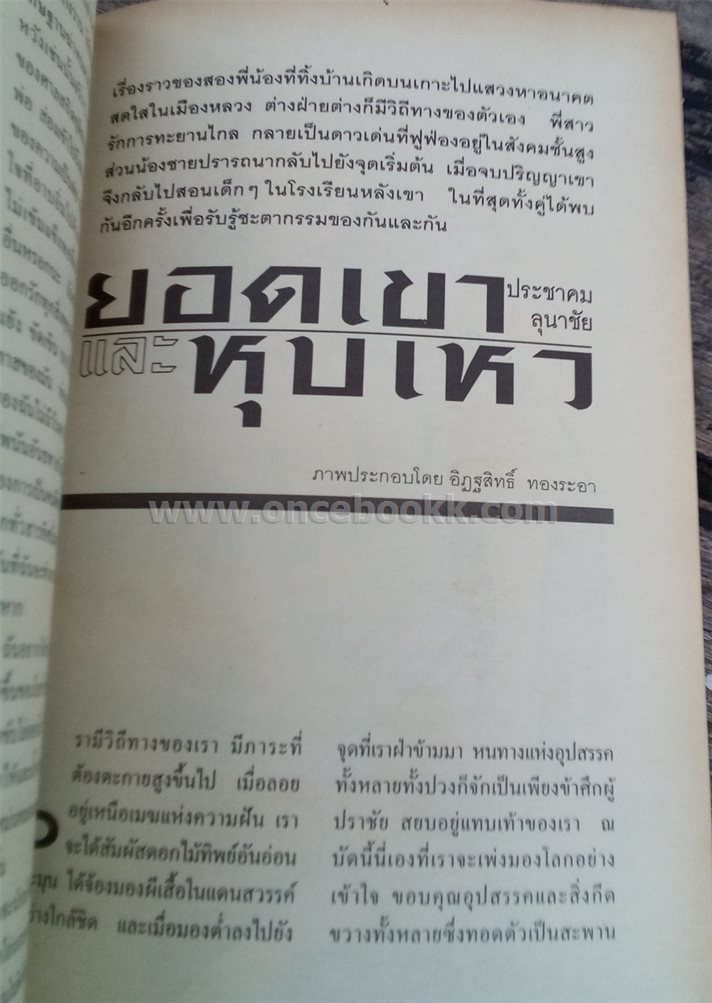 เรื่องราวของสองพี่น้องที่ทิ้งบ้านเกิดบนเกาะไปแสวงหาอนาคต
สดใสในเมืองหลวง ต่างฝ่ายต่างก็มีวิถีทางของตัวเอง พี่สาว
รักการทะยานไกล กลายเป็นดาวเด่นที่ฟูฟ่องอยู่ในสังคมชั้นสูง
ส่วนน้องชายปรารถนากลับไปยังจุดเริ่มต้น เมื่อจบปริญญาเขา
จึงกลับไปสอนเด็กๆ ในโรงเรียนหลังเขา ในที่สุดทั้งคู่ได้พบ
กันอีกครั้งเพื่อรับรู้ชะตากรรมของกันและกัน
ยอดเขา
และหุบเหว
ประชาคม
ลุนาชัย
ภาพประกอบโดย อิฏฐสิทธิ์ ทองระอา
www.oncebookk.com
รามีวิถีทางของเรา มีภาระที่
ต้องตะกายสูงขึ้นไป เมื่อลอย
อยู่เหนือเมฆแห่งความฝัน เรา
จะได้สัมผัสดอกไม้ทิพย์อันอ่อน
ได้จ้องมองผีเสื้อในแดนสวรรค์
และเมื่อมองต่ำลงไปยัง
จุดที่เราฝ่าข้ามมา หนทางแห่งอุปสรรค
ทั้งหลายทั้งปวงก็จักเป็นเพียงข้าศึกผู้
ปราชัย สยบอยู่แทบเท้าของเรา ณ
บัดนี้นี่เองที่เราจะเพ่งมองโลกอย่าง
เข้าใจ ขอบคุณอุปสรรคและสิ่งกีด
ขวางทั้งหลายซึ่งทอดตัวเป็นสะพาน